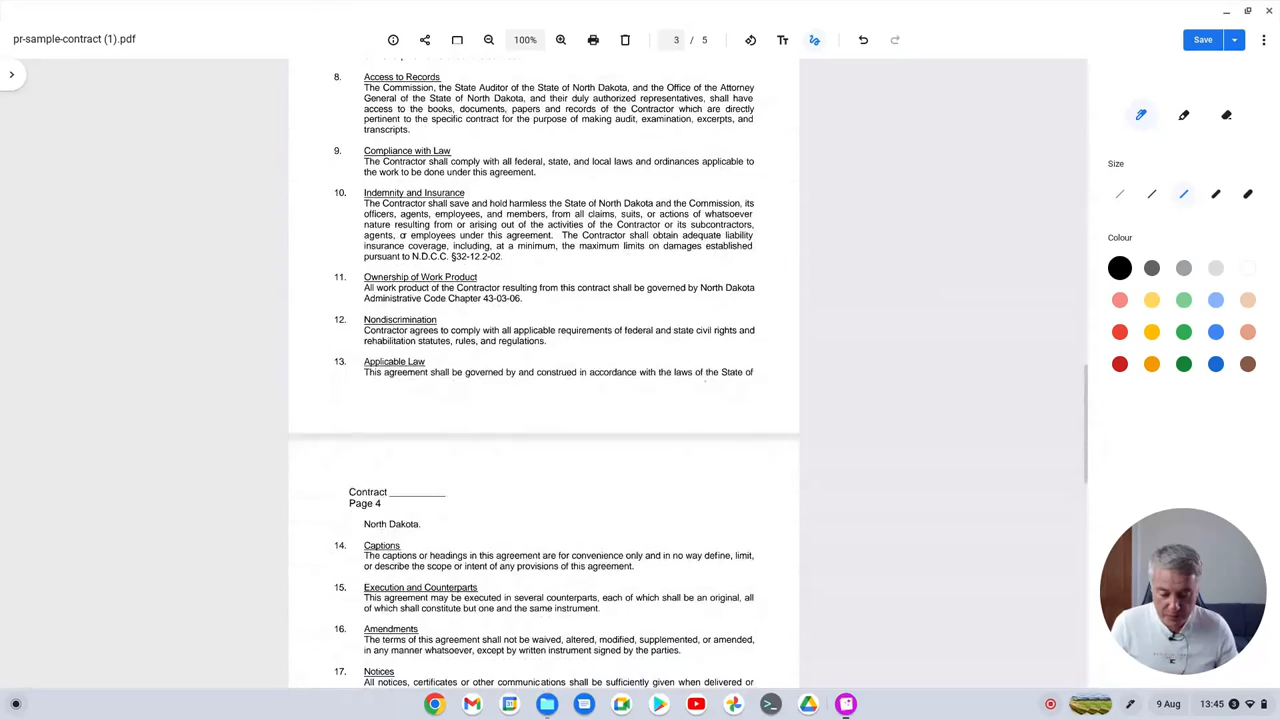 pr-sample-contract (1).pdf
100%
3 / 5
Tт
Save
8. Access to Records
The Commission, the State Auditor of the State of North Dakota, and the Office of the Attorney
General of the State of North Dakota, and their duly authorized representatives, shall have
access to the books, documents, papers and records of the Contractor which are directly
pertinent to the specific contract for the purpose of making audit, examination, excerpts, and
transcripts.
9. Compliance with Law
The Contractor shall comply with all federal, state, and local laws and ordinances applicable to
the work to be done under this agreement.
10. Indemnity and Insurance
The Contractor shall save and hold harmless the State of North Dakota and the Commission, its
officers, agents, employees, and members, from all claims, suits, or actions of whatsoever
nature resulting from or arising out of the activities of the Contractor or its subcontractors,
agents, or employees under this agreement. The Contractor shall obtain adequate liability
insurance coverage, including, at a minimum, the maximum limits on damages established
pursuant to N.D.C.C. §32-12.2-02.
11. Ownership of Work Product
All work product of the Contractor resulting from this contract shall be governed by North Dakota
Administrative Code Chapter 43-03-06.
12. Nondiscrimination
Contractor agrees to comply with all applicable requirements of federal and state civil rights and
rehabilitation statutes, rules, and regulations.
13. Applicable Law
This agreement shall be governed by and construed in accordance with the laws of the State of
Contract __________
Page 4
North Dakota.
14. Captions
The captions or headings in this agreement are for convenience only and in no way define, limit,
or describe the scope or intent of any provisions of this agreement.
15. Execution and Counterparts
This agreement may be executed in several counterparts, each of which shall be an original, all
of which shall constitute but one and the same instrument.
16. Amendments
The terms of this agreement shall not be waived, altered, modified, supplemented, or amended,
in any manner whatsoever, except by written instrument signed by the parties.
17. Notices
All notices, certificates or other communications shall be sufficiently given when delivered or
Size
Colour
9 Aug
13:45
3